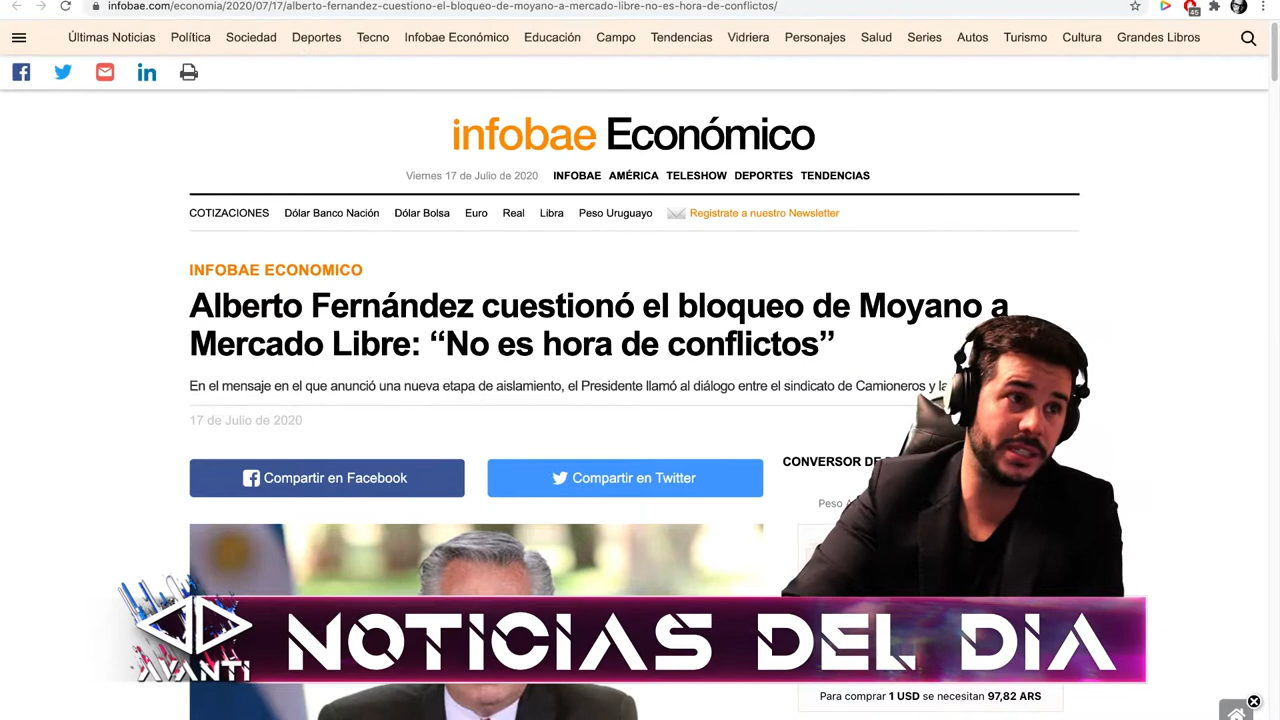 infobae.com/economia/2020/07/17/alberto-fernandez-cuestiono-el-bloqueo-de-moyano-a-mercado-libre-no-es-hora-de-conflictos/
45
Últimas Noticias Política Sociedad Deportes Tecno Infobae Económico Educación Campo Tendencias Vidriera Personajes Salud Series Autos Turismo Cultura Grandes Libros
infobae Económico
Viernes 17 de Julio de 2020 INFOBAE AMÉRICA TELESHOW DEPORTES TENDENCIAS
COTIZACIONES Dólar Banco Nación Dólar Bolsa Euro Real Libra Peso Uruguayo Registrate a nuestro Newsletter
INFOBAE ECONOMICO
Alberto Fernández cuestionó el bloqueo de Moyano a
Mercado Libre: “No es hora de conflictos”
En el mensaje en el que anunció una nueva etapa de aislamiento, el Presidente llamó al diálogo entre el sindicato de Camioneros y
17 de Julio de 2020
Compartir en Facebook Compartir en Twitter
CONVERSOR
Peso
NOTICIAS DEL DIA
AVANTI
Para comprar 1 USD se necesitan 97,82 ARS